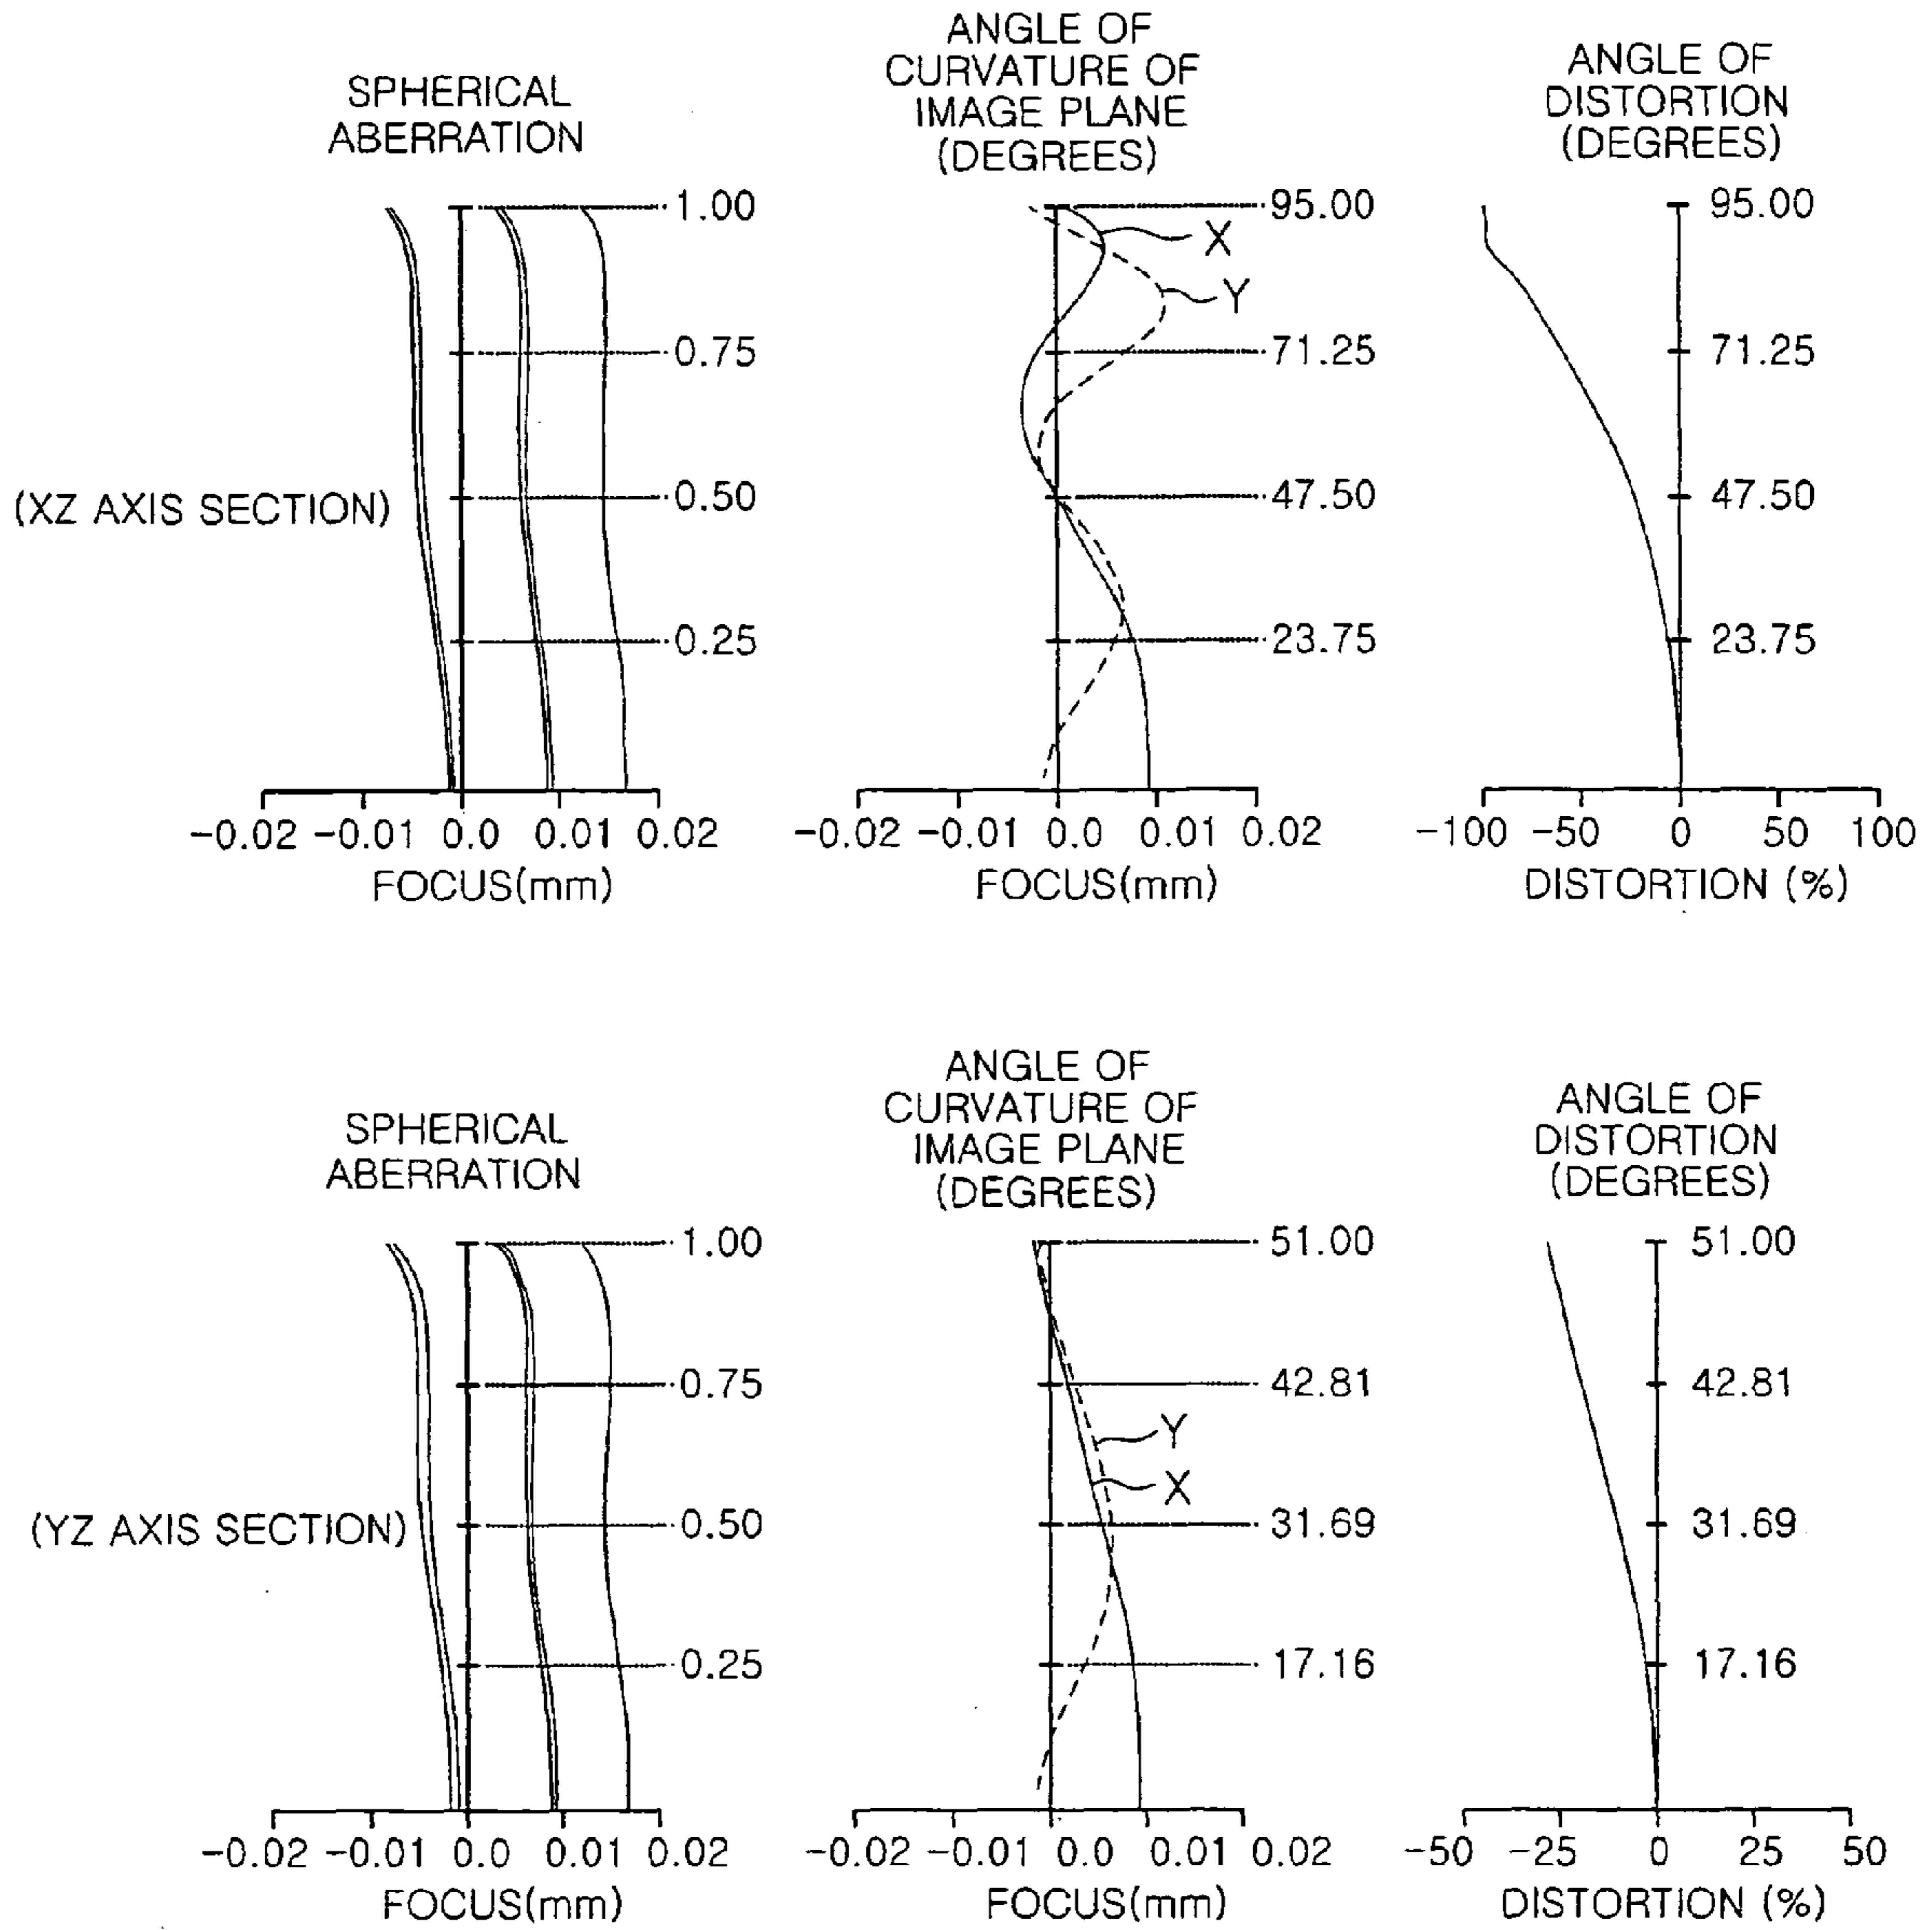 SPHERICAL
ABERRATION
ANGLE OF
CURVATURE OF
IMAGE PLANE
(DEGREES)
ANGLE OF
DISTORTION
(DEGREES)
1.00
0.75
0.50
0.25
(XZ AXIS SECTION)
-0.02 -0.01 0.0 0.01 0.02
FOCUS(mm)
95.00
X
Y
71.25
47.50
23.75
-0.02 -0.01 0.0 0.01 0.02
FOCUS(mm)
95.00
71.25
47.50
23.75
-100 -50 0 50 100
DISTORTION (%)
SPHERICAL
ABERRATION
ANGLE OF
CURVATURE OF
IMAGE PLANE
(DEGREES)
ANGLE OF
DISTORTION
(DEGREES)
1.00
0.75
0.50
0.25
(YZ AXIS SECTION)
-0.02 -0.01 0.0 0.01 0.02
FOCUS(mm)
51.00
42.81
Y
X
31.69
17.16
-0.02 -0.01 0.0 0.01 0.02
FOCUS(mm)
51.00
42.81
31.69
17.16
-50 -25 0 25 50
DISTORTION (%)